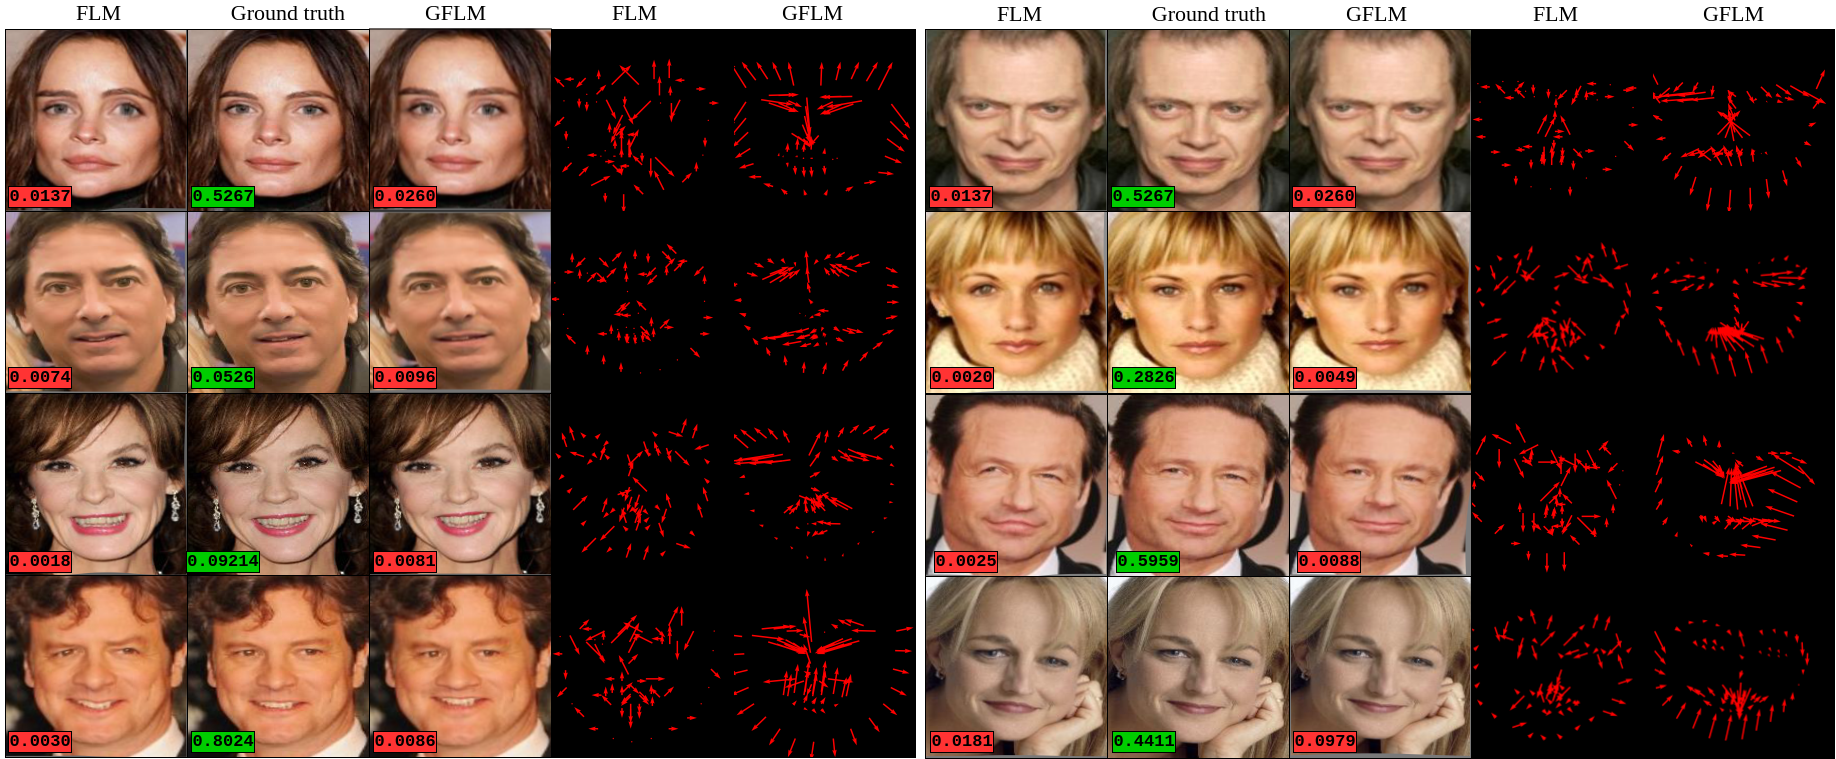 FLM Ground truth GFLM FLM GFLM FLM Ground truth GFLM FLM GFLM
0.0137 0.5267 0.0260 0.0137 0.5267 0.0260
0.0074 0.0526 0.0096 0.0020 0.2826 0.0049
0.0018 0.09214 0.0081 0.0025 0.5959 0.0088
0.0030 0.8024 0.0086 0.0181 0.4411 0.0979